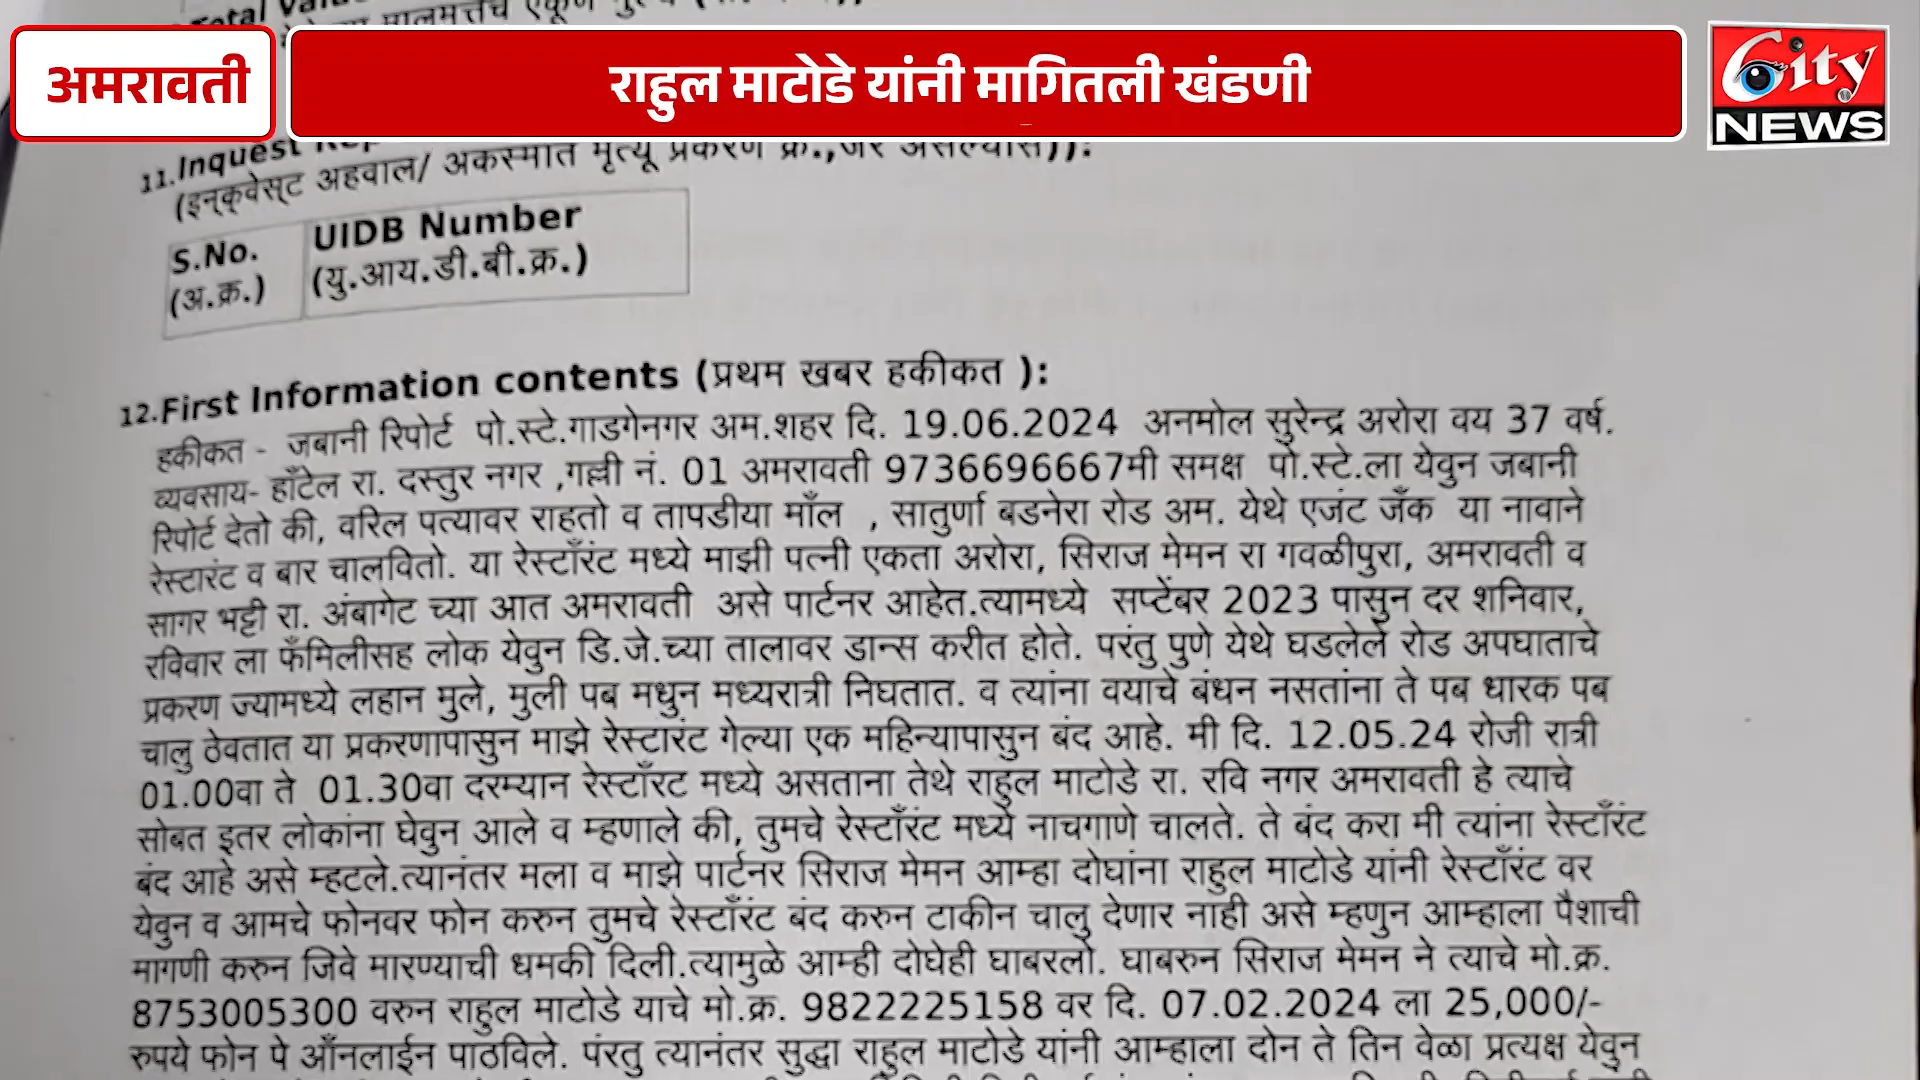 Total Value
मालमत्तेचे एकूण मुल्य
अमरावती
राहुल माटोडे यांनी मागितली खंडणी
City
NEWS
11.Inquest
(इन्क्वेस्ट अहवाल/ अकस्मात मृत्यू प्रकरण क्र.,जर असल्यास)):
S.No.
(अ.क्र.)
UIDB Number
(यु.आय.डी.बी.क्र.)
12.First Information contents (प्रथम खबर हकीकत ):
हकीकत - जबानी रिपोर्ट पो.स्टे.गाडगेनगर अम.शहर दि. 19.06.2024 अनमोल सुरेन्द्र अरोरा वय 37 वर्ष.
व्यवसाय- हॉंटेल रा. दस्तुर नगर ,गल्ली नं. 01 अमरावती 9736696667मी समक्ष पो.स्टे.ला येवुन जबानी
रिपोर्ट देतो की, वरिल पत्यावर राहतो व तापडीया मॉंल , सातुर्णा बडनेरा रोड अम. येथे एजंट जॅंक या नावाने
रेस्टारंट व बार चालवितो. या रेस्टॉंरंट मध्ये माझी पत्नी एकता अरोरा, सिराज मेमन रा गवळीपुरा, अमरावती व
सागर भट्टी रा. अंबागेट च्या आत अमरावती असे पार्टनर आहेत.त्यामध्ये सप्टेंबर 2023 पासुन दर शनिवार,
रविवार ला फॅंमिलीसह लोक येवुन डि.जे.च्या तालावर डान्स करीत होते. परंतु पुणे येथे घडलेले रोड अपघाताचे
प्रकरण ज्यामध्ये लहान मुले, मुली पब मधुन मध्यरात्री निघतात. व त्यांना वयाचे बंधन नसतांना ते पब धारक पब
चालु ठेवतात या प्रकरणापासुन माझे रेस्टारंट गेल्या एक महिन्यापासुन बंद आहे. मी दि. 12.05.24 रोजी रात्री
01.00वा ते 01.30वा दरम्यान रेस्टॉंरट मध्ये असताना तेथे राहुल माटोडे रा. रवि नगर अमरावती हे त्याचे
सोबत इतर लोकांना घेवुन आले व म्हणाले की, तुमचे रेस्टॉंरंट मध्ये नाचगाणे चालते. ते बंद करा मी त्यांना रेस्टॉंरंट
बंद आहे असे म्हटले.त्यानंतर मला व माझे पार्टनर सिराज मेमन आम्हा दोघांना राहुल माटोडे यांनी रेस्टॉंरंट वर
येवुन व आमचे फोनवर फोन करुन तुमचे रेस्टॉंरंट बंद करुन टाकीन चालु देणार नाही असे म्हणुन आम्हाला पैशाची
मागणी करुन जिवे मारण्याची धमकी दिली.त्यामुळे आम्ही दोघेही घाबरलो. घाबरुन सिराज मेमन ने त्याचे मो.क्र.
8753005300 वरुन राहुल माटोडे याचे मो.क्र. 9822225158 वर दि. 07.02.2024 ला 25,000/-
रुपये फोन पे ऑंनलाईन पाठविले. परंतु त्यानंतर सुद्धा राहुल माटोडे यांनी आम्हाला दोन ते तिन वेळा प्रत्यक्ष येवुन